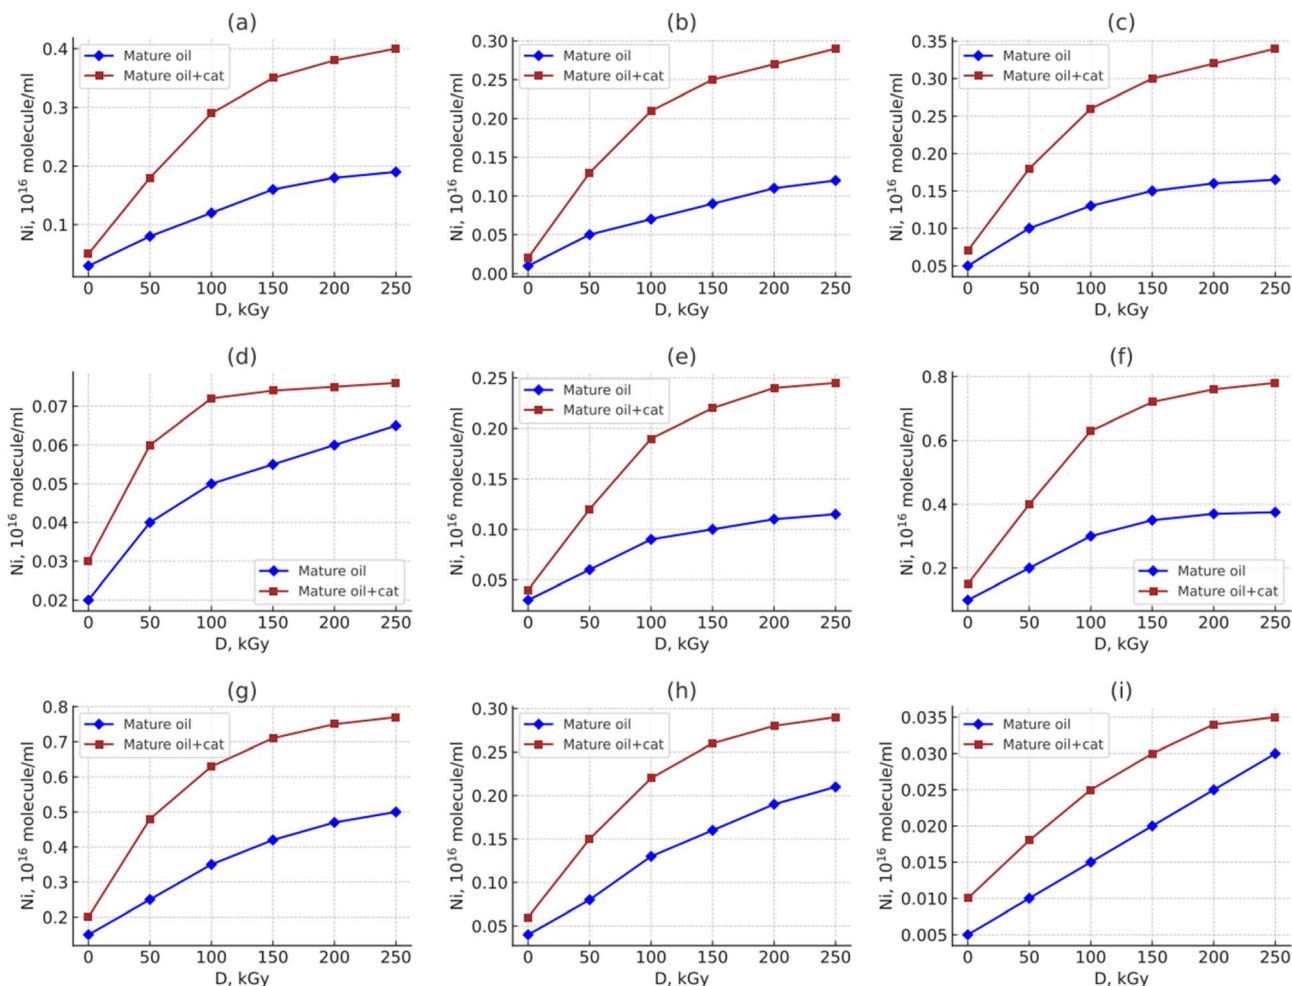 (a)
Mature oil
Mature oil+cat
0.4
0.3
0.2
0.1
Ni, 10^16 molecule/ml
0 50 100 150 200 250
D, kGy
(b)
Mature oil
Mature oil+cat
0.30
0.25
0.20
0.15
0.10
0.05
0.00
Ni, 10^16 molecule/ml
0 50 100 150 200 250
D, kGy
(c)
Mature oil
Mature oil+cat
0.35
0.30
0.25
0.20
0.15
0.10
0.05
Ni, 10^16 molecule/ml
0 50 100 150 200 250
D, kGy
(d)
0.07
0.06
0.05
0.04
0.03
0.02
Ni, 10^16 molecule/ml
Mature oil
Mature oil+cat
0 50 100 150 200 250
D, kGy
(e)
Mature oil
Mature oil+cat
0.25
0.20
0.15
0.10
0.05
Ni, 10^16 molecule/ml
0 50 100 150 200 250
D, kGy
(f)
0.8
0.6
0.4
0.2
Ni, 10^16 molecule/ml
Mature oil
Mature oil+cat
0 50 100 150 200 250
D, kGy
(g)
Mature oil
Mature oil+cat
0.8
0.7
0.6
0.5
0.4
0.3
0.2
Ni, 10^16 molecule/ml
0 50 100 150 200 250
D, kGy
(h)
Mature oil
Mature oil+cat
0.30
0.25
0.20
0.15
0.10
0.05
Ni, 10^16 molecule/ml
0 50 100 150 200 250
D, kGy
(i)
Mature oil
Mature oil+cat
0.035
0.030
0.025
0.020
0.015
0.010
0.005
Ni, 10^16 molecule/ml
0 50 100 150 200 250
D, kGy